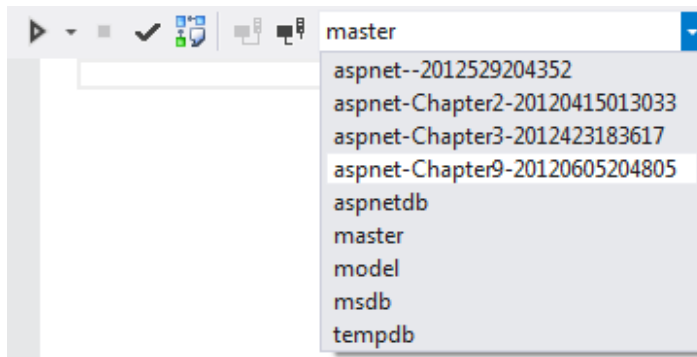 master
aspnet--2012529204352
aspnet-Chapter2-20120415013033
aspnet-Chapter3-2012423183617
aspnet-Chapter9-20120605204805
aspnetdb
master
model
msdb
tempdb